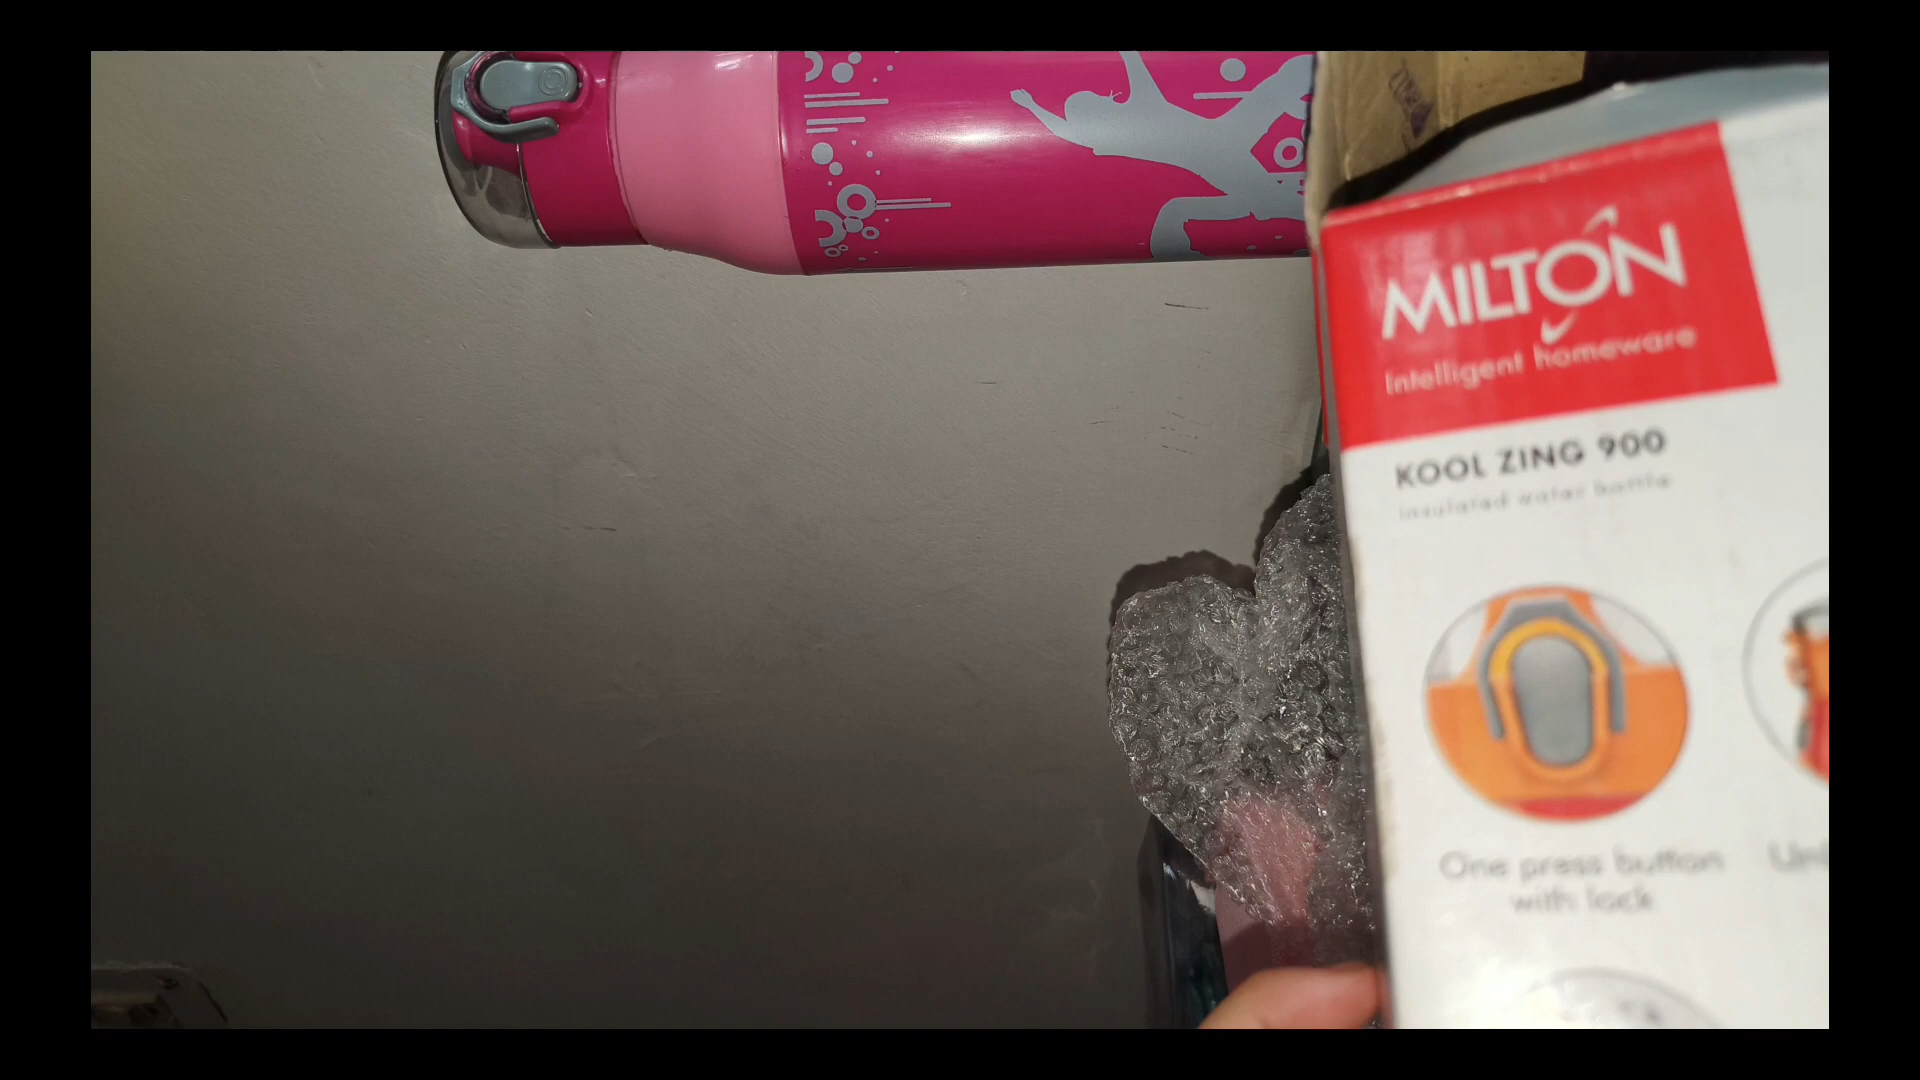 MILTON
Intelligent homeware
KOOL ZING 900
insulated water bottle
One press button
with lock